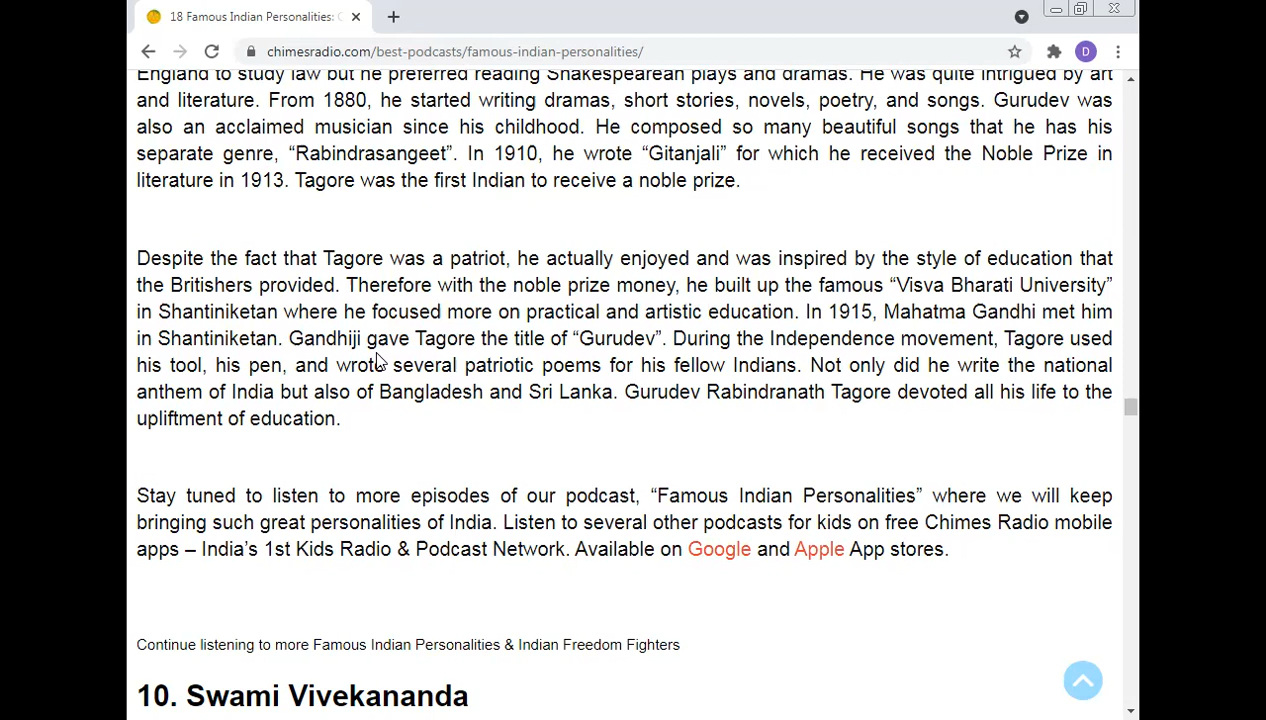 18 Famous Indian Personalities: 
chimesradio.com/best-podcasts/famous-indian-personalities/
D
England to study law but he preferred reading Shakespearean plays and dramas. He was quite intrigued by art
and literature. From 1880, he started writing dramas, short stories, novels, poetry, and songs. Gurudev was
also an acclaimed musician since his childhood. He composed so many beautiful songs that he has his
separate genre, “Rabindrasangeet”. In 1910, he wrote “Gitanjali” for which he received the Noble Prize in
literature in 1913. Tagore was the first Indian to receive a noble prize.
Despite the fact that Tagore was a patriot, he actually enjoyed and was inspired by the style of education that
the Britishers provided. Therefore with the noble prize money, he built up the famous “Visva Bharati University”
in Shantiniketan where he focused more on practical and artistic education. In 1915, Mahatma Gandhi met him
in Shantiniketan. Gandhiji gave Tagore the title of “Gurudev”. During the Independence movement, Tagore used
his tool, his pen, and wrote several patriotic poems for his fellow Indians. Not only did he write the national
anthem of India but also of Bangladesh and Sri Lanka. Gurudev Rabindranath Tagore devoted all his life to the
upliftment of education.
Stay tuned to listen to more episodes of our podcast, “Famous Indian Personalities” where we will keep
bringing such great personalities of India. Listen to several other podcasts for kids on free Chimes Radio mobile
apps – India’s 1st Kids Radio & Podcast Network. Available on Google and Apple App stores.
Continue listening to more Famous Indian Personalities & Indian Freedom Fighters
10. Swami Vivekananda